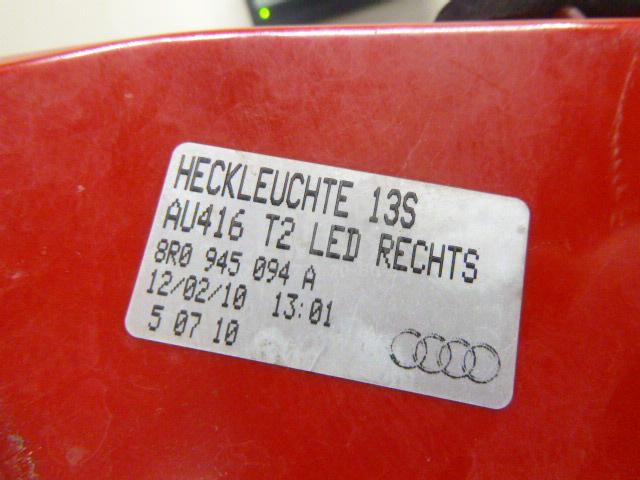 HECKLEUCHTE 13S
AU416 T2 LED RECHTS
8R0 945 094 A
12/02/10 13:01
5 07 10